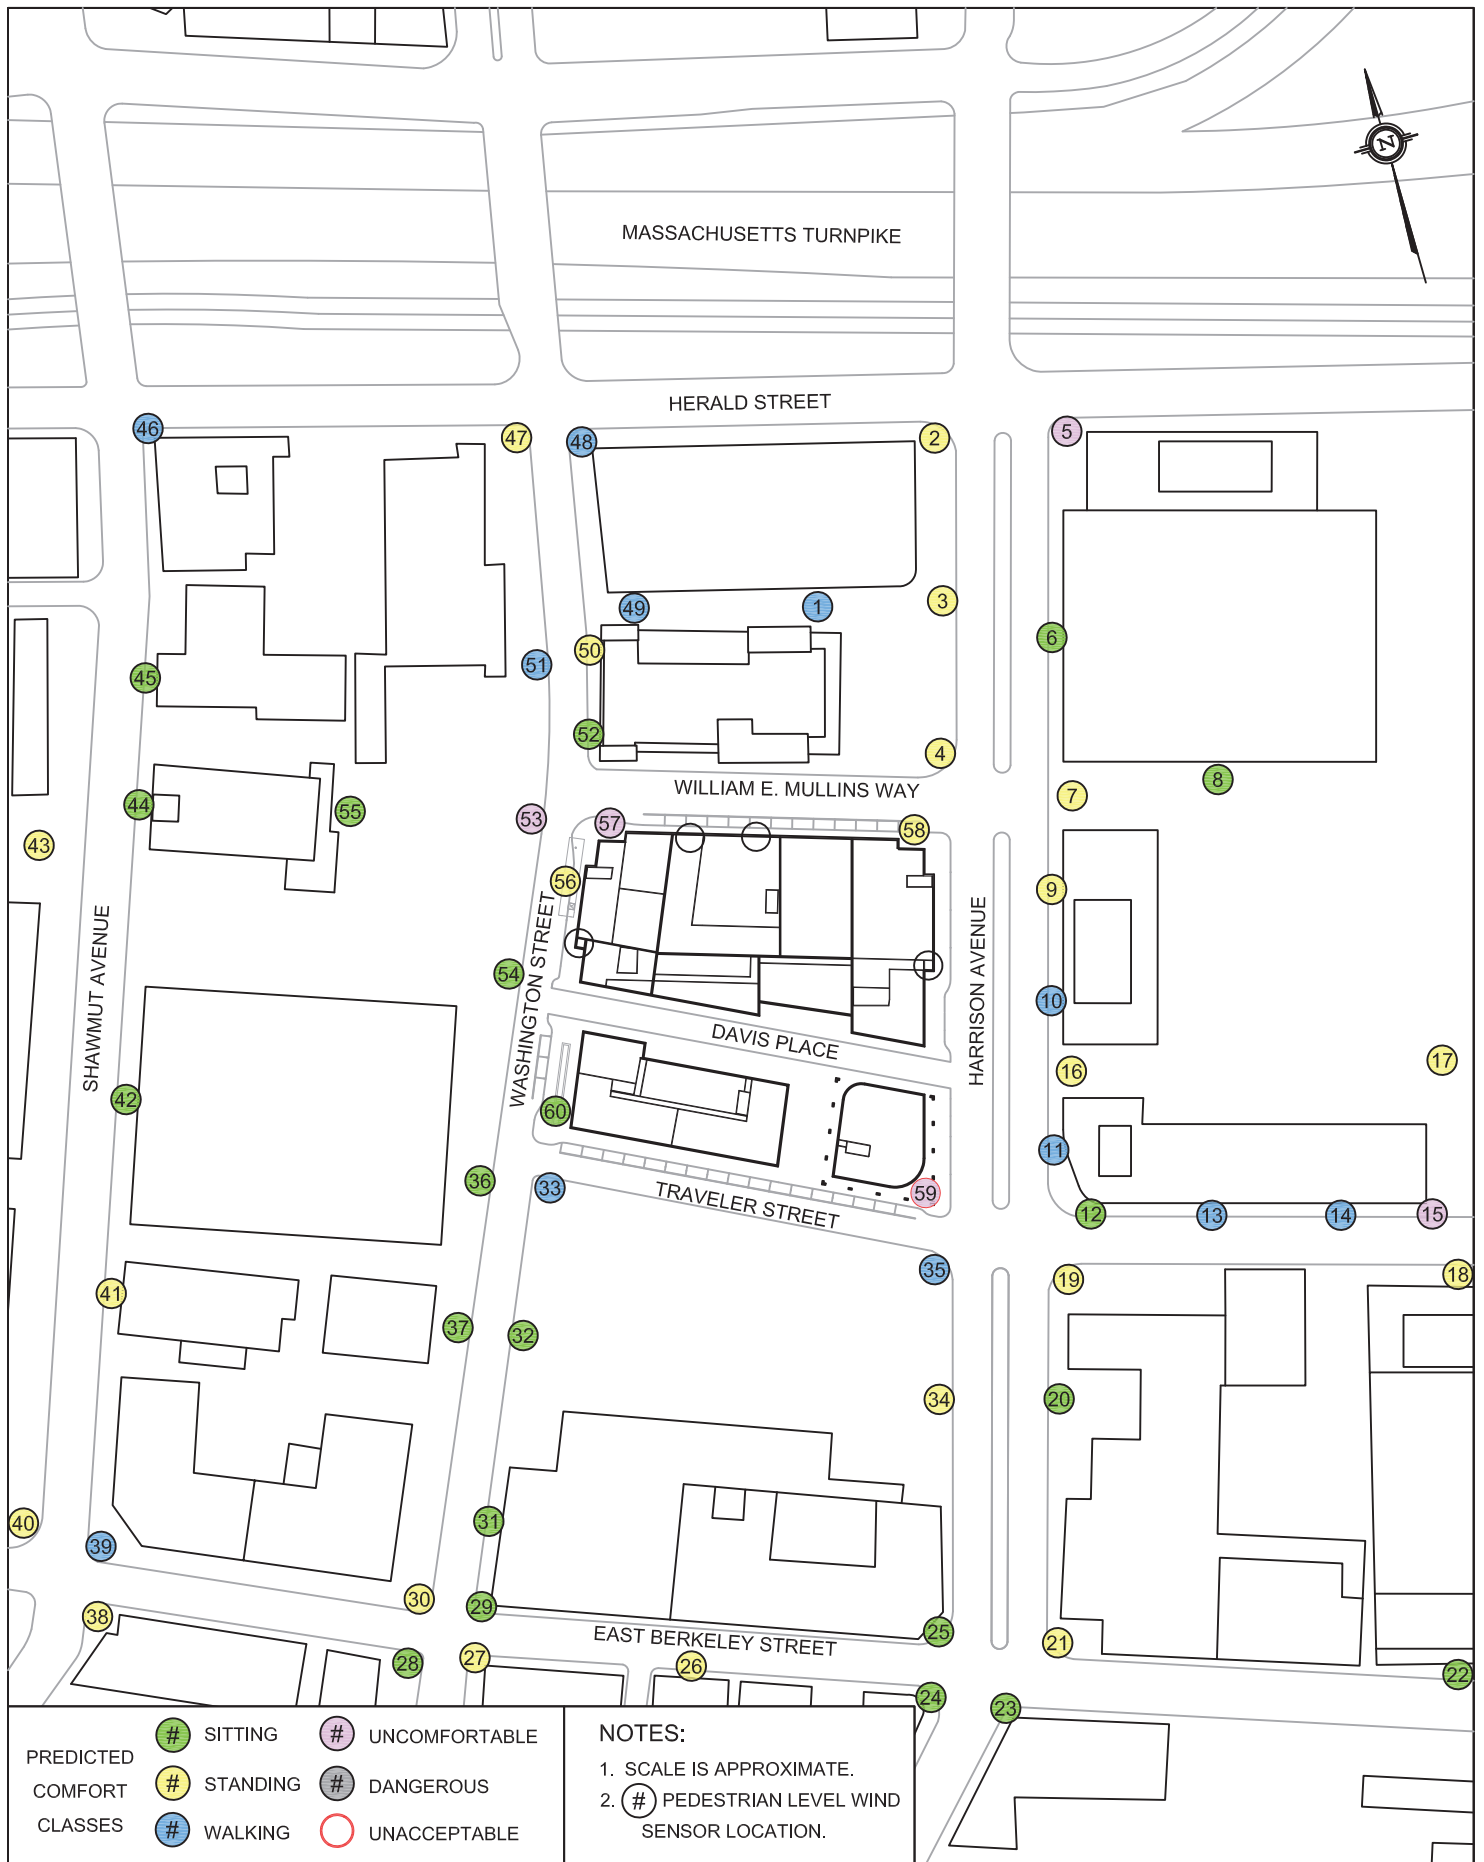 N
MASSACHUSETTS TURNPIKE
HERALD STREET
46
47
48
2
5
49
1
3
6
50
51
45
52
4
8
WILLIAM E. MULLINS WAY
7
44
55
53
57
58
43
56
9
SHAWMUT AVENUE
WASHINGTON STREET
HARRISON AVENUE
54
10
DAVIS PLACE
17
16
42
60
11
36
33
TRAVELER STREET
59
12
13
14
15
35
18
19
41
37
32
34
20
31
40
39
30
29
38
EAST BERKELEY STREET
25
21
28
27
26
22
24
23
PREDICTED
COMFORT
CLASSES
# SITTING
# STANDING
# WALKING
# UNCOMFORTABLE
# DANGEROUS
UNACCEPTABLE
NOTES:
1. SCALE IS APPROXIMATE.
2. # PEDESTRIAN LEVEL WIND
SENSOR LOCATION.